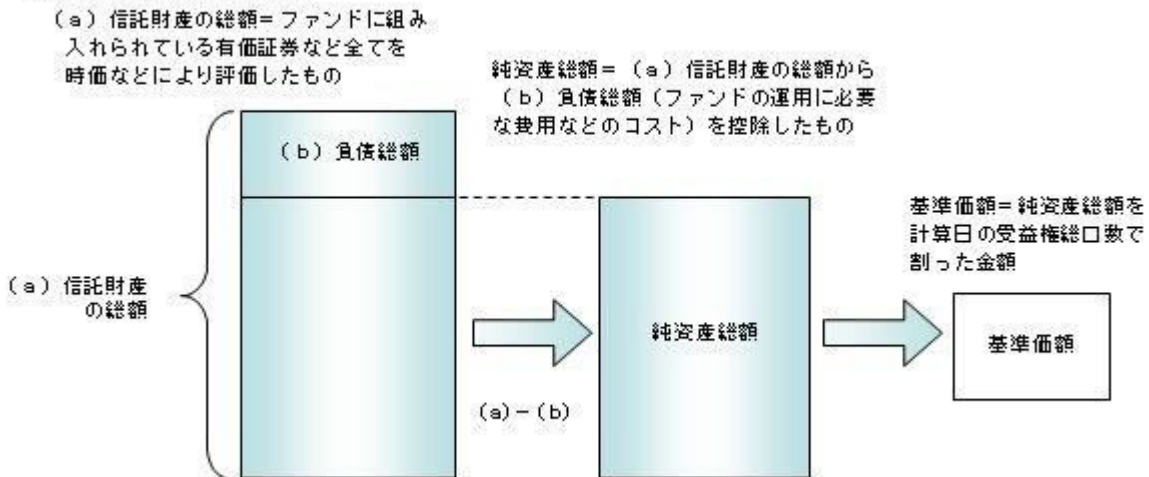 (a)信託財産の総額=ファンドに組み
入れられている有価証券など全てを
時価などにより評価したもの
純資産総額=(a)信託財産の総額から
(b)負債総額(ファンドの運用に必要
な費用などのコスト)を控除したもの
(b)負債総額
基準価額=純資産総額を
計算日の受益権総口数で
割った金額
(a)信託財産
の総額
純資産総額
基準価額
(a)-(b)